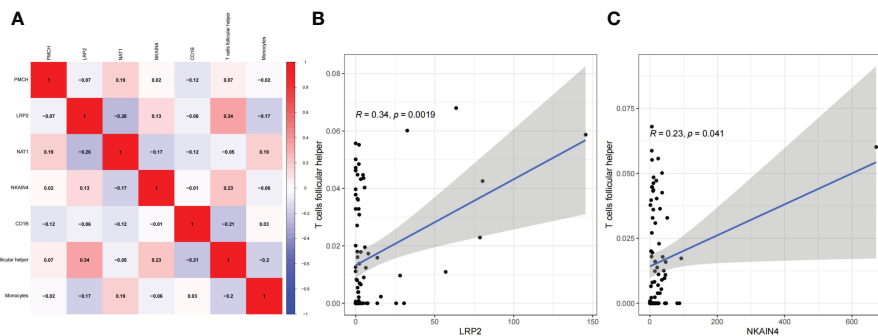 A
PMCH
LRP2
NAT1
NKAIN4
CD1B
T cells follicular helper
Monocytes
PMCH 1 -0.07 0.19 0.02 -0.12 0.07 -0.02
LRP2 -0.07 1 -0.26 0.13 -0.06 0.34 -0.17
NAT1 0.19 -0.26 1 -0.17 -0.12 -0.05 0.19
NKAIN4 0.02 0.13 -0.17 1 -0.01 0.23 -0.06
CD1B -0.12 -0.06 -0.12 -0.01 1 -0.21 0.03
llicular helper 0.07 0.34 -0.05 0.23 -0.21 1 -0.2
Monocytes -0.02 -0.17 0.19 -0.06 0.03 -0.2 1
1
0.8
0.6
0.4
0.2
0
-0.2
-0.4
-0.6
-0.8
-1
B
T cells follicular helper
0.08
0.06
0.04
0.02
0.00
R = 0.34, p = 0.0019
0 50 100 150
LRP2
C
T cells follicular helper
0.075
0.050
0.025
0.000
R = 0.23, p = 0.041
0 200 400 600
NKAIN4